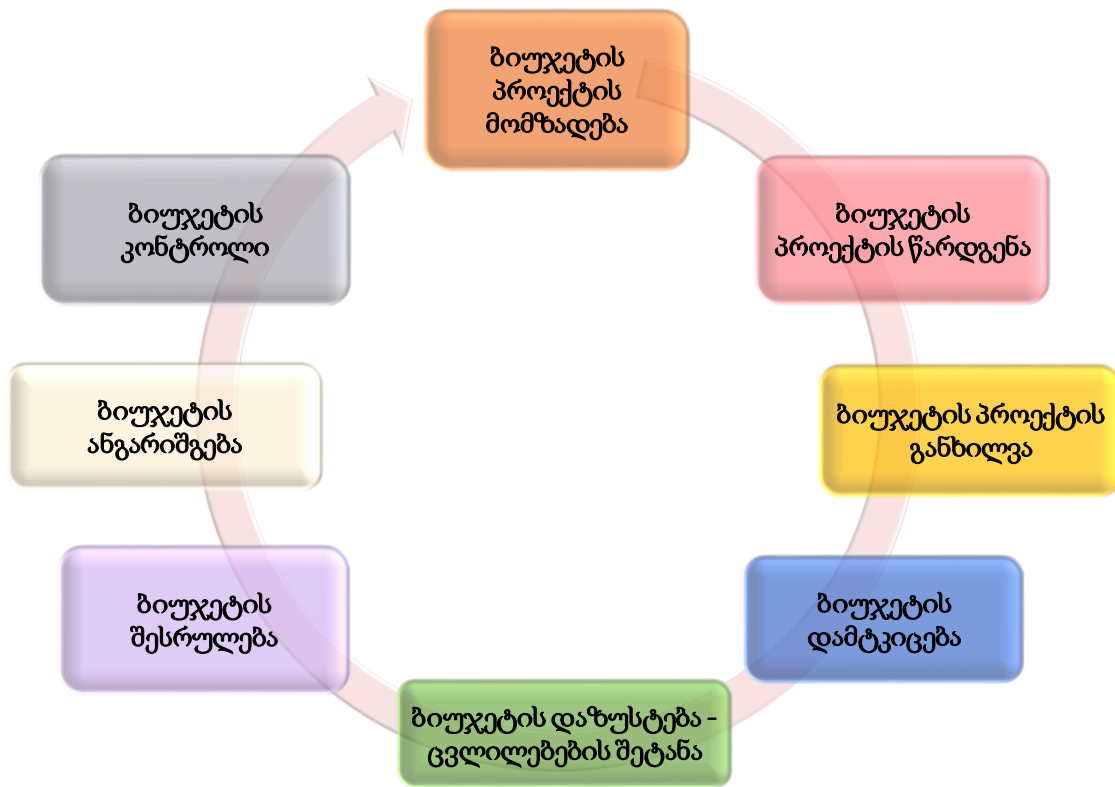 ბიუჯეტის
პროექტის
მომზადება
ბიუჯეტის
პროექტის წარდგენა
ბიუჯეტის პროექტის
განხილვა
ბიუჯეტის
დამტკიცება
ბიუჯეტის დაზუსტება -
ცვლილებების შეტანა
ბიუჯეტის
შესრულება
ბიუჯეტის
ანგარიშგება
ბიუჯეტის
კონტროლი